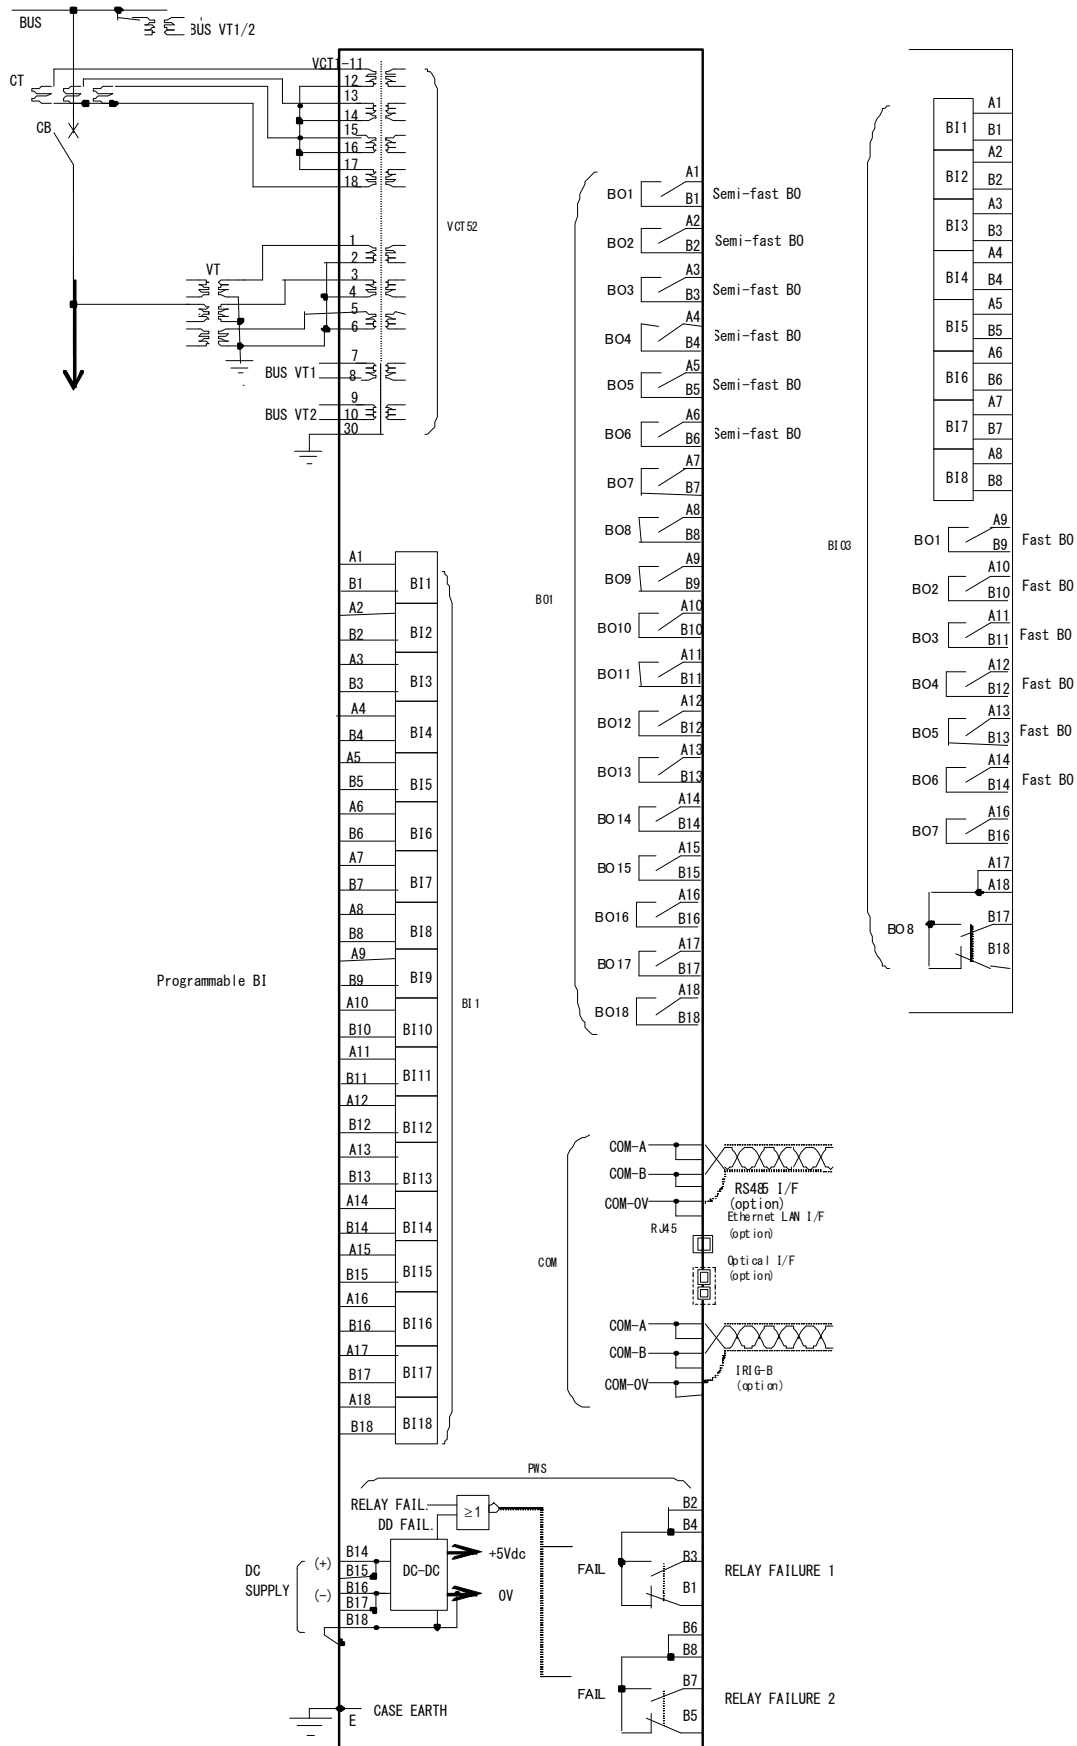 BUS
BUS VT1/2
CT
CB
VCT1-11
12
13
14
15
16
17
18
VCT52
1
2
3
4
5
6
VT
7
BUS VT1
8
9
BUS VT2
10
30
A1
B1
BI1
A2
B2
BI2
A3
B3
BI3
A4
B4
BI4
A5
B5
BI5
A6
B6
BI6
A7
B7
BI7
A8
B8
BI8
A9
B9
BI9
A10
B10
BI10
A11
B11
BI11
A12
B12
BI12
A13
B13
BI13
A14
B14
BI14
A15
B15
BI15
A16
B16
BI16
A17
B17
BI17
A18
B18
BI18
Programmable BI
BI1
BO1
BO1
A1
B1
Semi-fast BO
BO2
A2
B2
Semi-fast BO
BO3
A3
B3
Semi-fast BO
BO4
A4
B4
Semi-fast BO
BO5
A5
B5
Semi-fast BO
BO6
A6
B6
Semi-fast BO
BO7
A7
B7
BO8
A8
B8
BO9
A9
B9
BO10
A10
B10
BO11
A11
B11
BO12
A12
B12
BO13
A13
B13
BO14
A14
B14
BO15
A15
B15
BO16
A16
B16
BO17
A17
B17
BO18
A18
B18
BIO3
BI1
A1
B1
BI2
A2
B2
BI3
A3
B3
BI4
A4
B4
BI5
A5
B5
BI6
A6
B6
BI7
A7
B7
BI8
A8
B8
BO1
A9
B9
Fast BO
BO2
A10
B10
Fast BO
BO3
A11
B11
Fast BO
BO4
A12
B12
Fast BO
BO5
A13
B13
Fast BO
BO6
A14
B14
Fast BO
BO7
A16
B16
A17
A18
BO8
B17
B18
COM
COM-A
COM-B
COM-0V
RS485 I/F
(option)
RJ45
Ethernet LAN I/F
(option)
Optical I/F
(option)
COM-A
COM-B
COM-0V
IRIG-B
(option)
PWS
RELAY FAIL.
DD FAIL.
≥1
DC
SUPPLY
(+)
(-)
B14
B15
B16
B17
B18
DC-DC
+5Vdc
0V
E
CASE EARTH
FAIL
B2
B4
B3
B1
RELAY FAILURE 1
FAIL
B6
B8
B7
B5
RELAY FAILURE 2